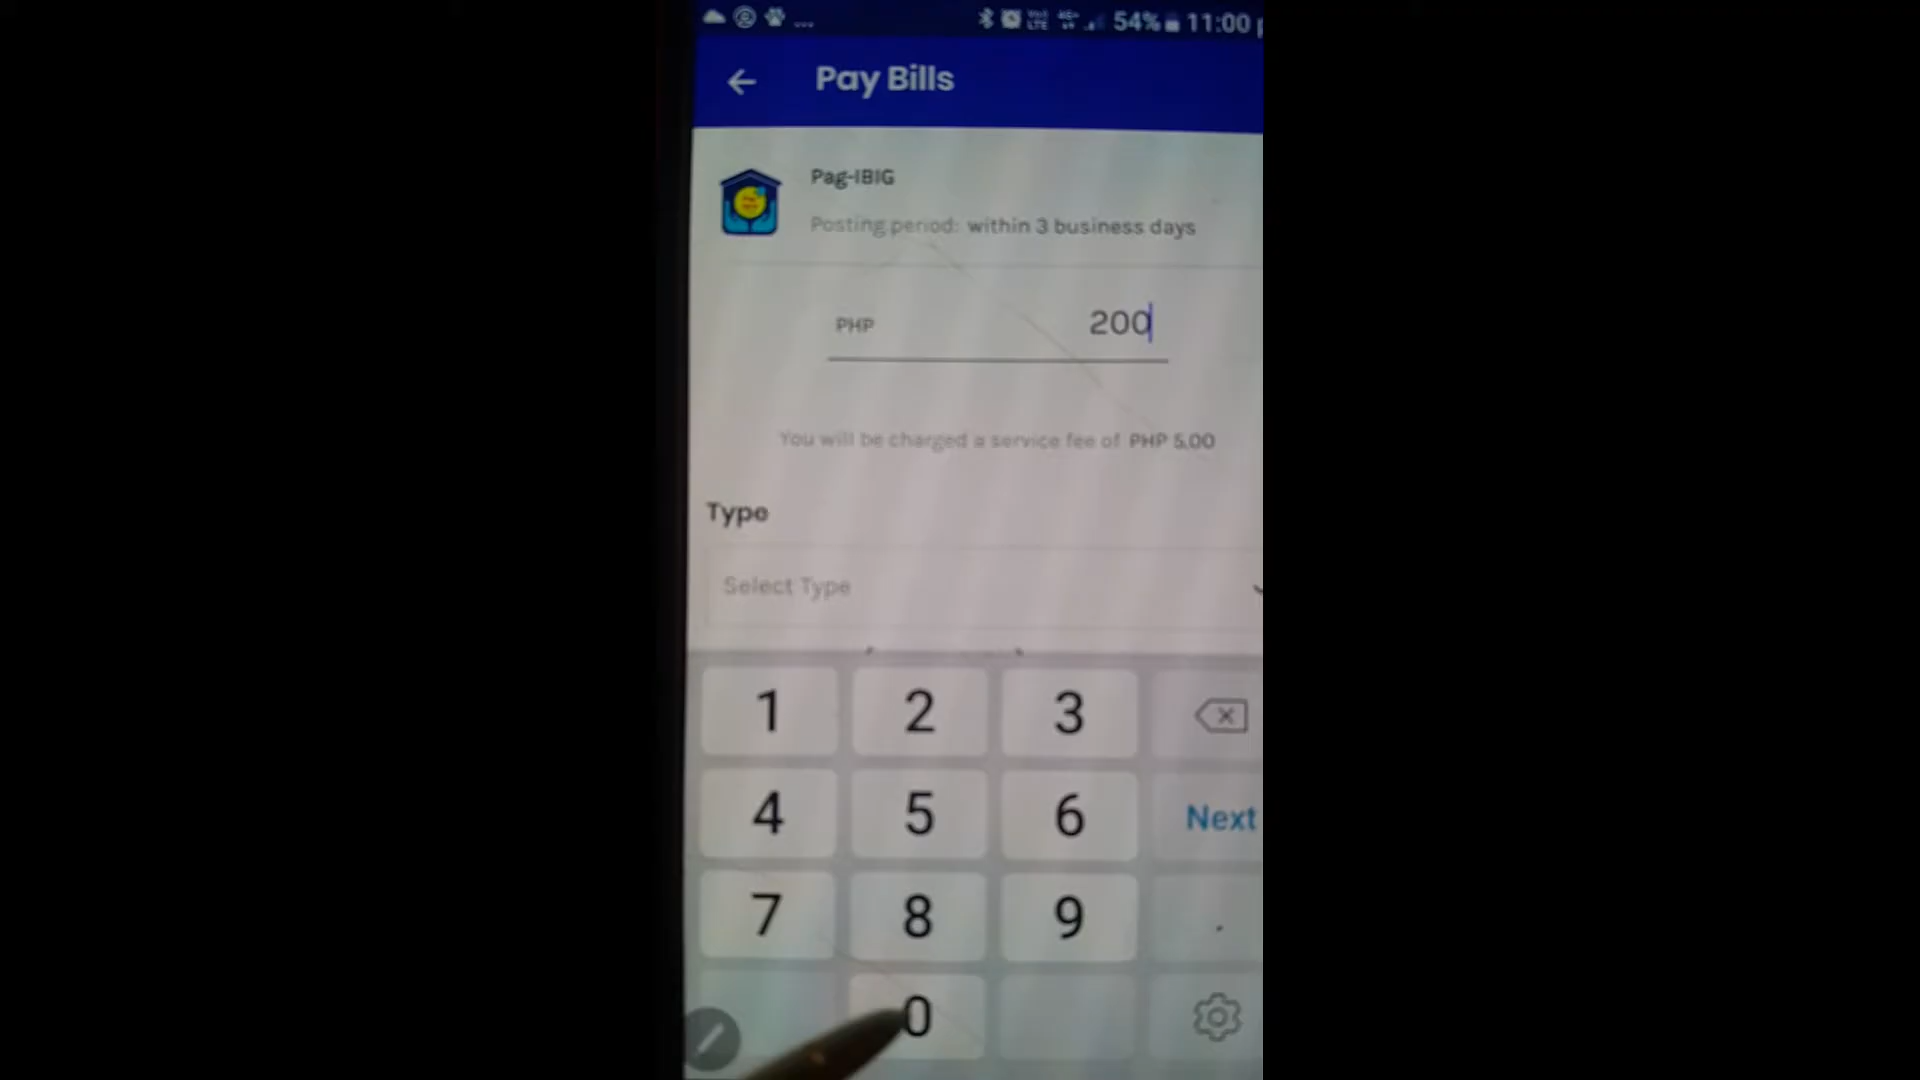 54% 11:00
Pay Bills
Pag-IBIG
Posting period: within 3 business days
PHP 200
You will be charged a service fee of PHP 5.00
Type
Select Type
1 2 3
4 5 6 Next
7 8 9 .
0